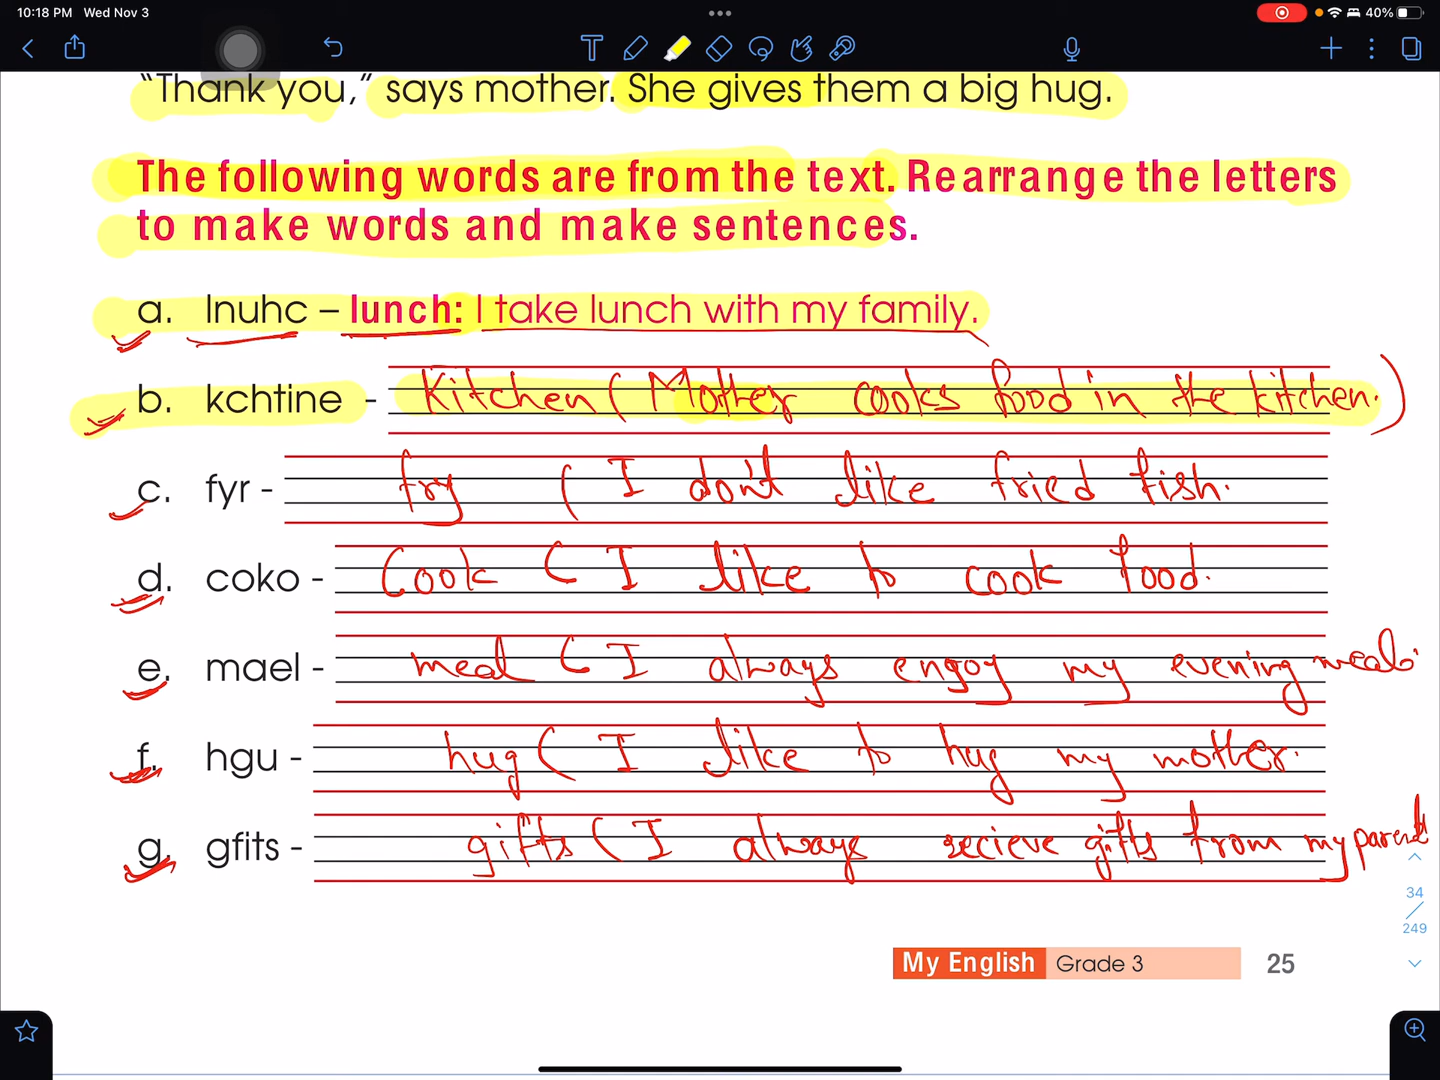 10:18 PM Wed Nov 3
40%
“Thank you,” says mother. She gives them a big hug.
The following words are from the text. Rearrange the letters
to make words and make sentences.
a. lnuhc – lunch: I take lunch with my family.
b. kchtine - Kitchen ( Mother cooks food in the kitchen. )
c. fyr - fry ( I don't like fried fish.
d. coko - Cook ( I like to cook food.
e. mael - meal ( I always engoy my evening meals.
f. hgu - hug ( I like to hug my mother.
g. gfits - gifts ( I always recieve gifts from my parents
34
/
249
My English Grade 3 25